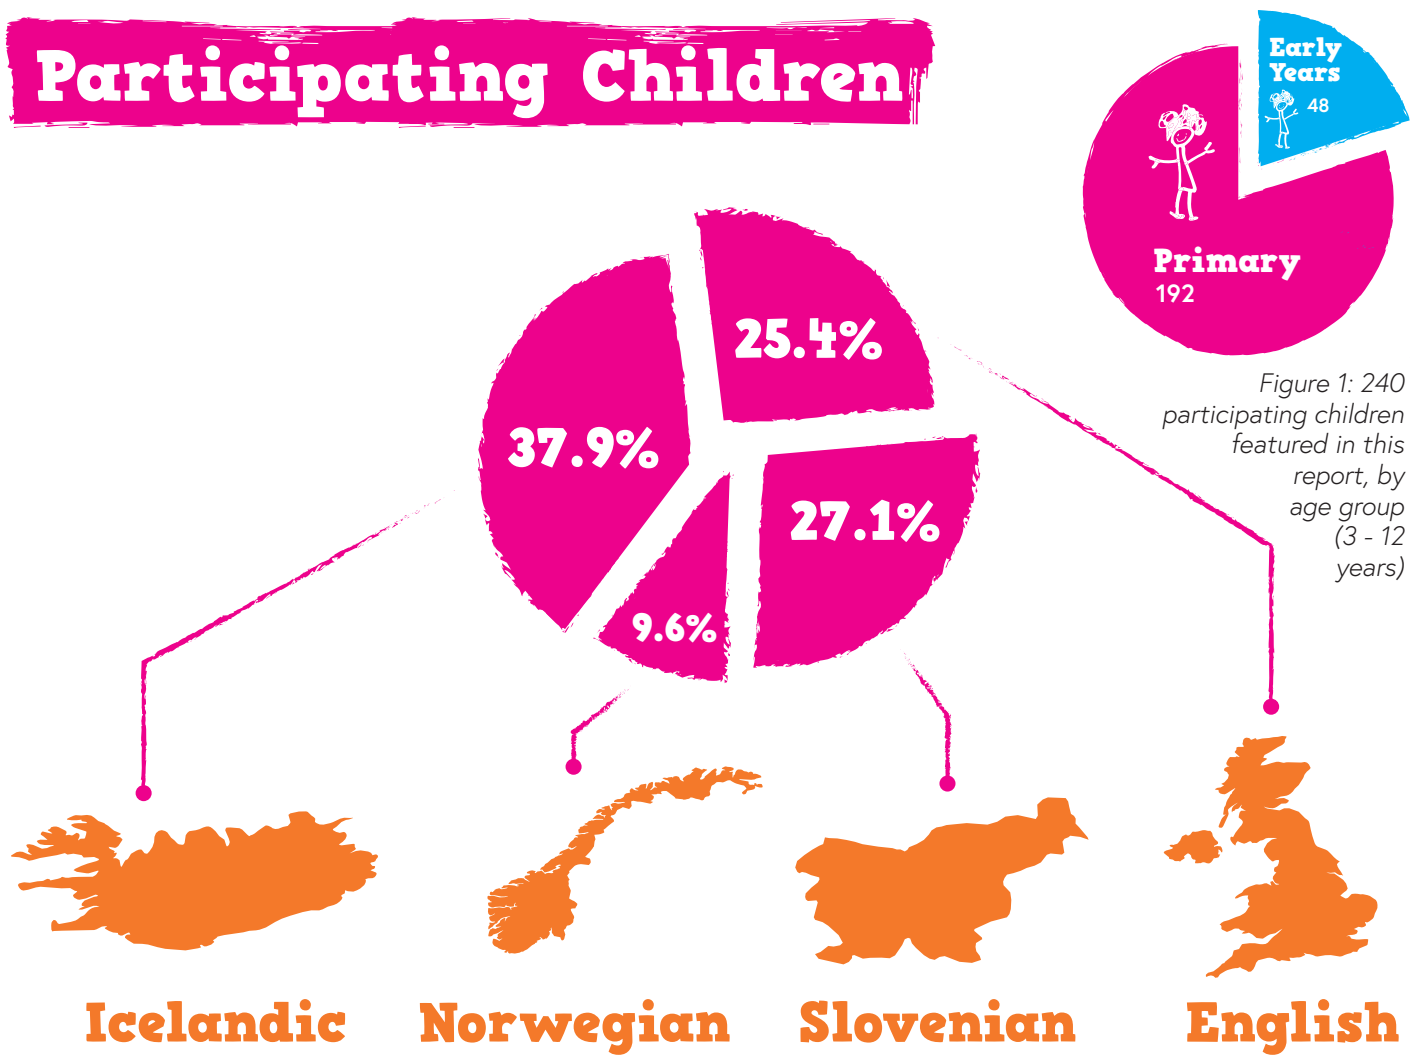 Participating Children
Early
Years
48
Primary
192
Figure 1: 240
participating children
featured in this
report, by
age group
(3 - 12
years)
25.4%
37.9%
27.1%
9.6%
Icelandic
Norwegian
Slovenian
English